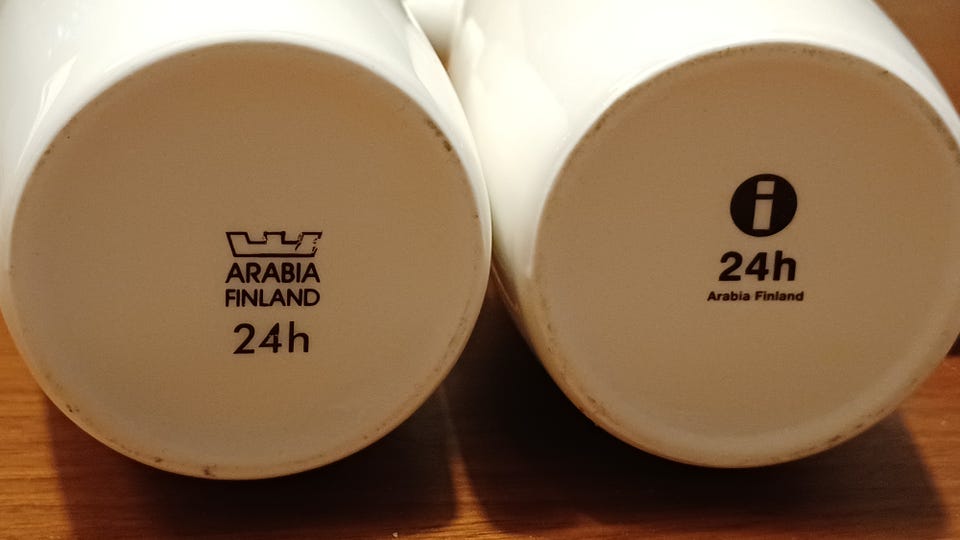 ARABIA
FINLAND
24h
i
24h
Arabia Finland